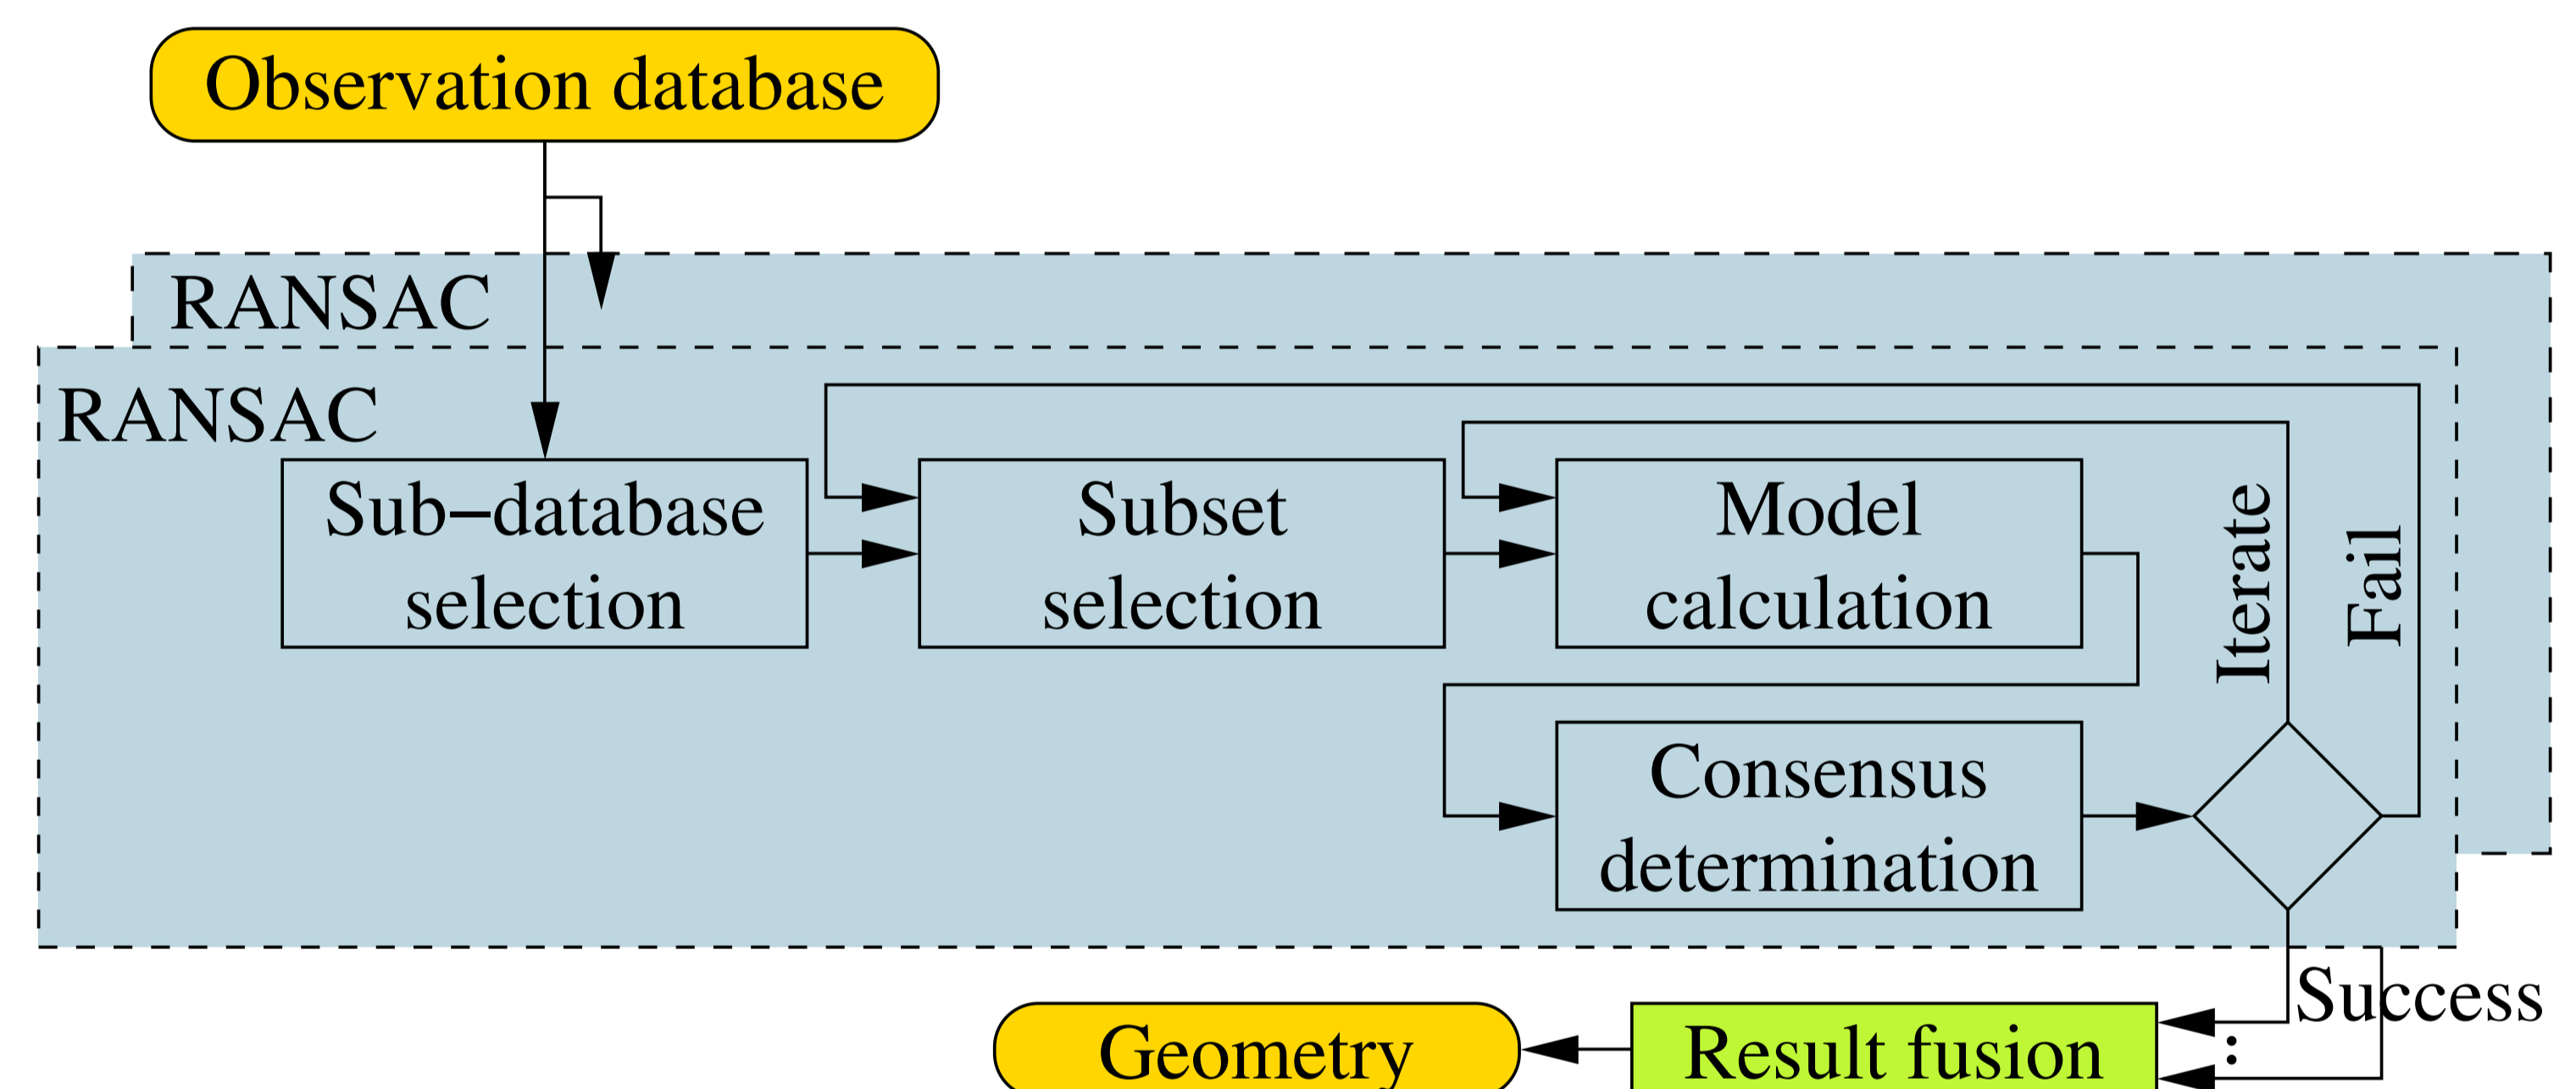 Observation database
RANSAC
RANSAC
Sub–database
selection
Subset
selection
Model
calculation
Iterate
Fail
Consensus
determination
Success
Geometry
Result fusion
: